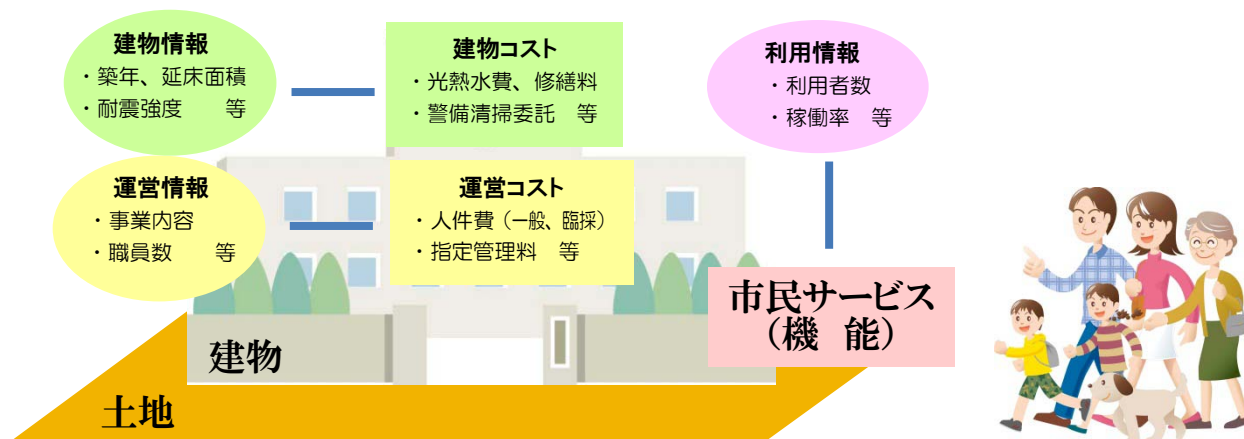 建物情報
・築年、延床面積
・耐震強度　等
建物コスト
・光熱水費、修繕料
・警備清掃委託　等
利用情報
・利用者数
・稼働率　等
運営情報
・事業内容
・職員数　等
運営コスト
・人件費（一般、臨採）
・指定管理料　等
市民サービス
（機　能）
建物
土地